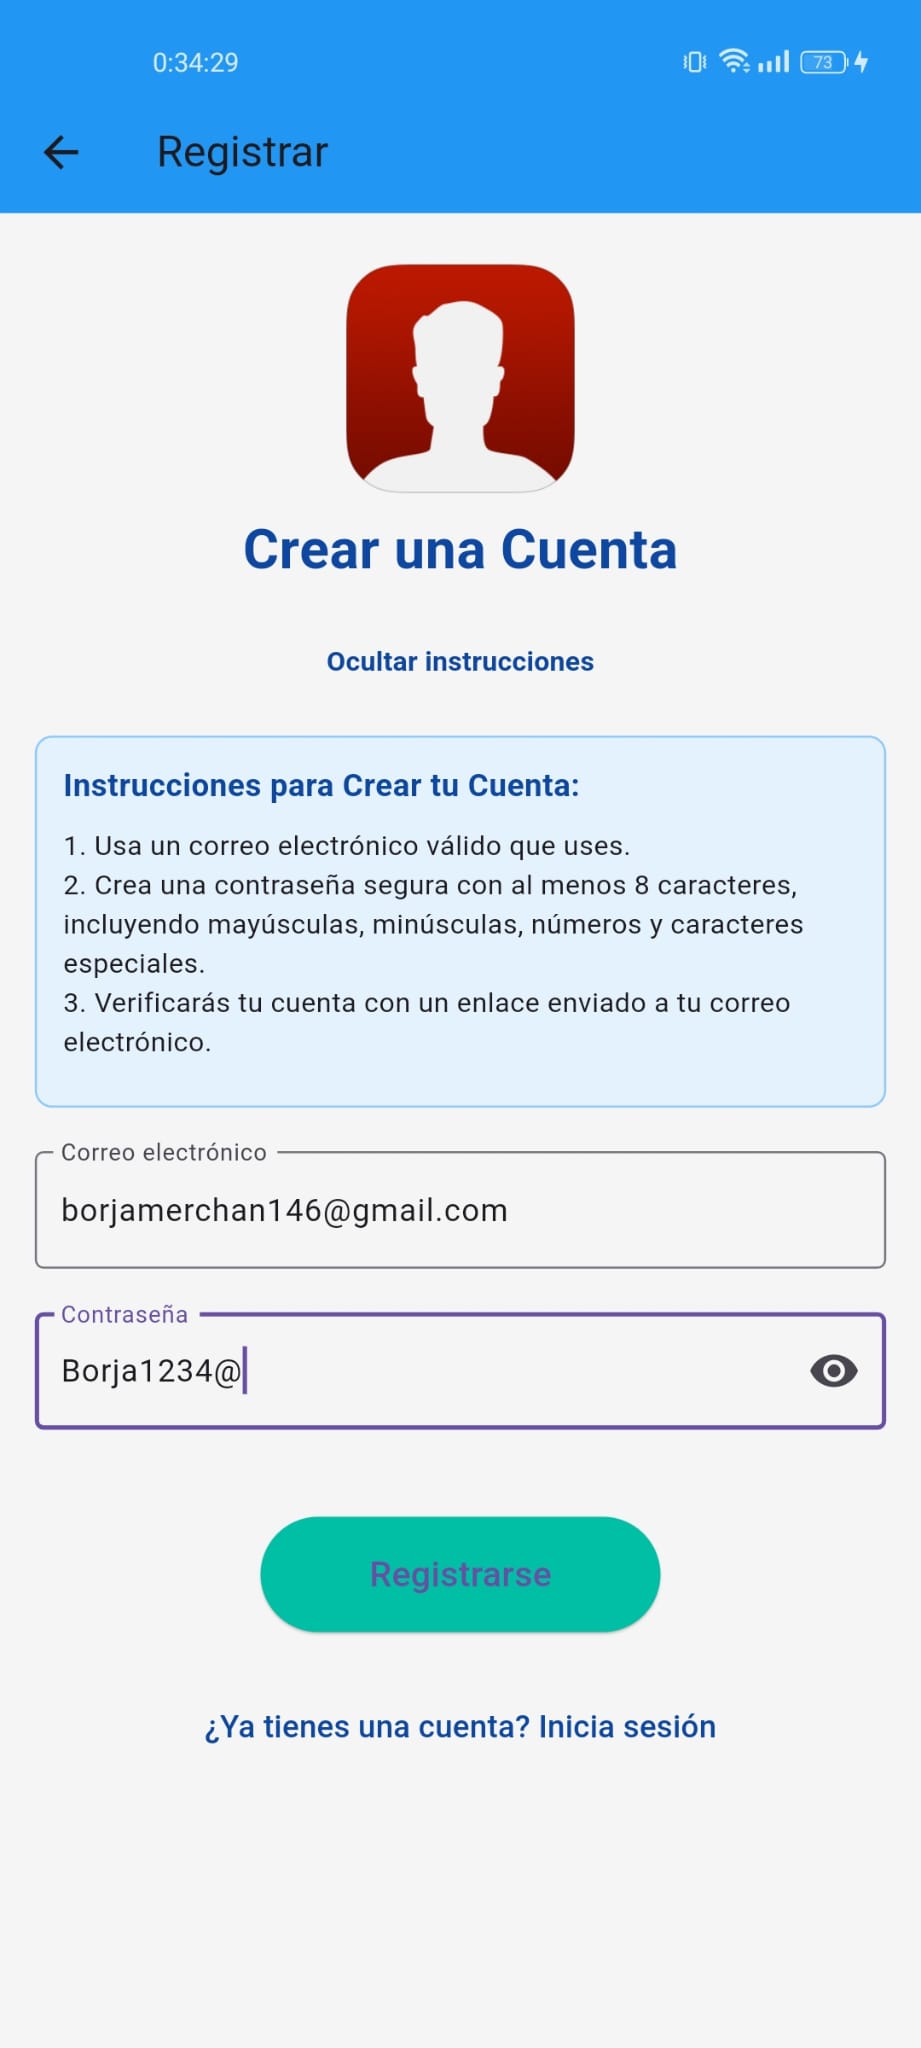 0:34:29
73
Registrar
Crear una Cuenta
Ocultar instrucciones
Instrucciones para Crear tu Cuenta:
1. Usa un correo electrónico válido que uses.
2. Crea una contraseña segura con al menos 8 caracteres,
incluyendo mayúsculas, minúsculas, números y caracteres
especiales.
3. Verificarás tu cuenta con un enlace enviado a tu correo
electrónico.
Correo electrónico
borjamerchan146@gmail.com
Contraseña
Borja1234@
Registrarse
¿Ya tienes una cuenta? Inicia sesión